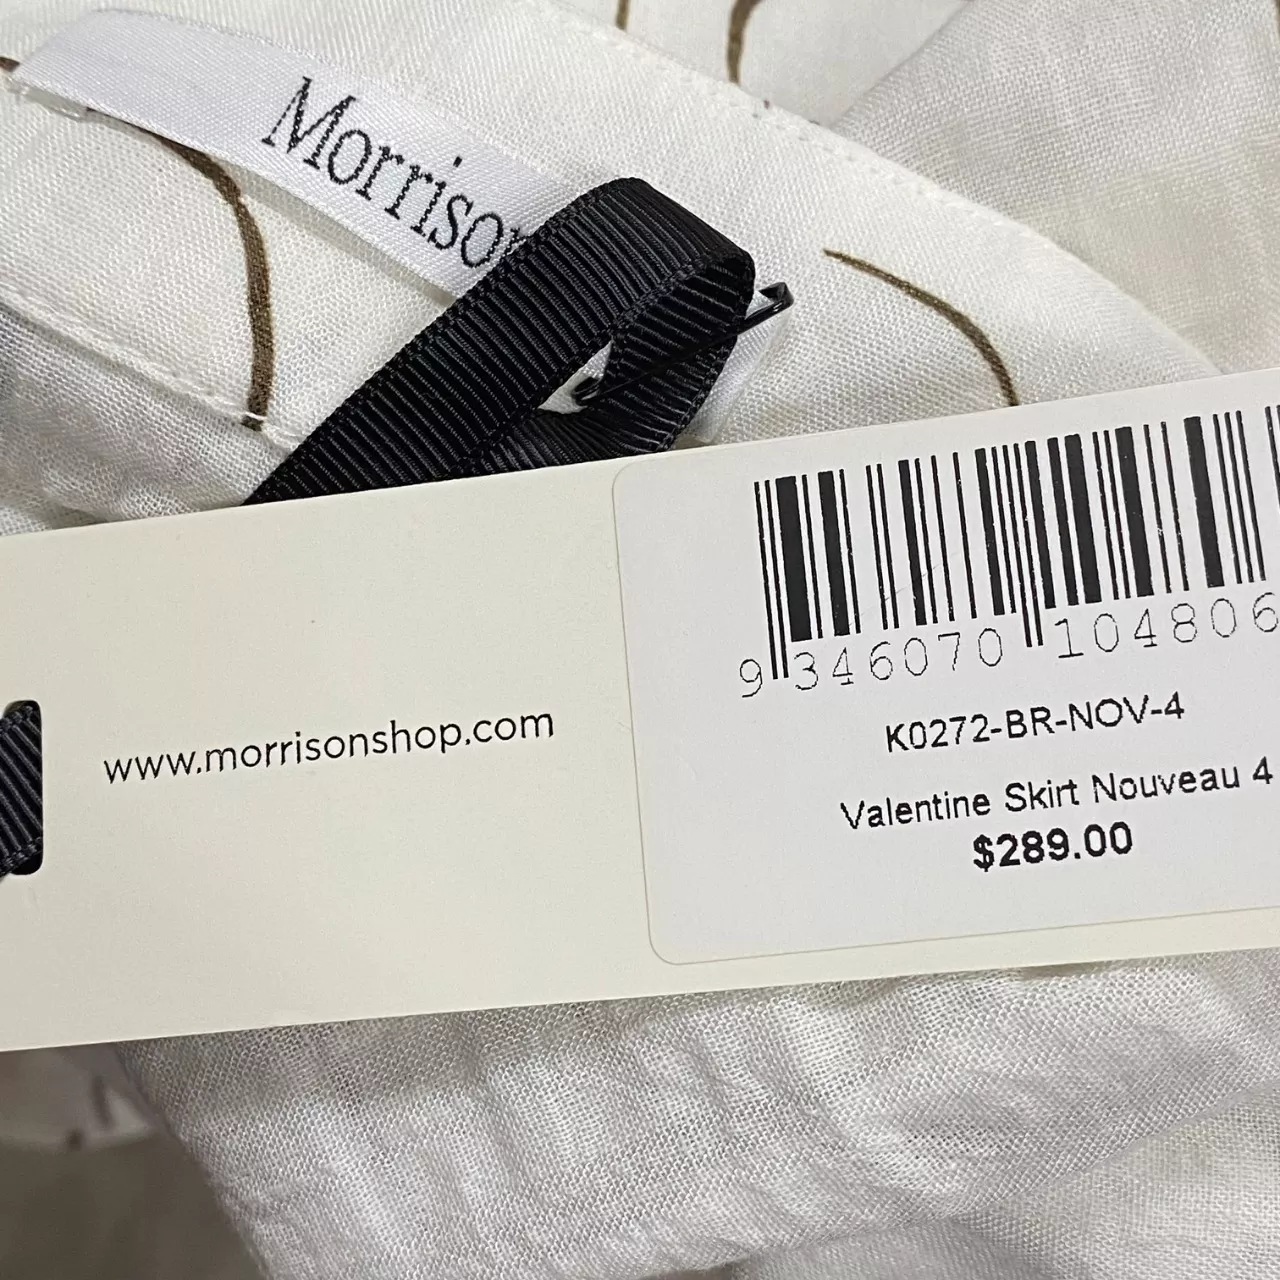 Morrison
9 346070 104806
K0272-BR-NOV-4
www.morrisonshop.com
Valentine Skirt Nouveau 4
$289.00